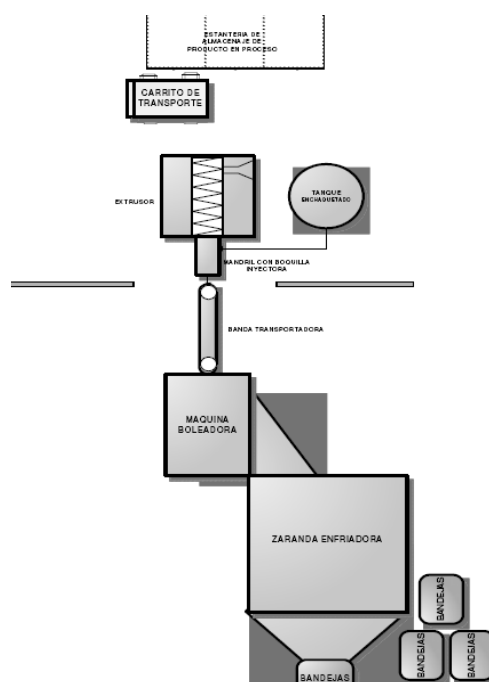 ESTANTERIA DE
ALMACENAJE DE
PRODUCTO EN PROCESO
CARRITO DE
TRANSPORTE
EXTRUSOR
TANQUE
ENCHAQUETADO
MANDRIL CON BOQUILLA
INYECTORA
BANDA TRANSPORTADORA
MAQUINA
BOLEADORA
ZARANDA ENFRIADORA
BANDEJAS
BANDEJAS
BANDEJAS
BANDEJAS